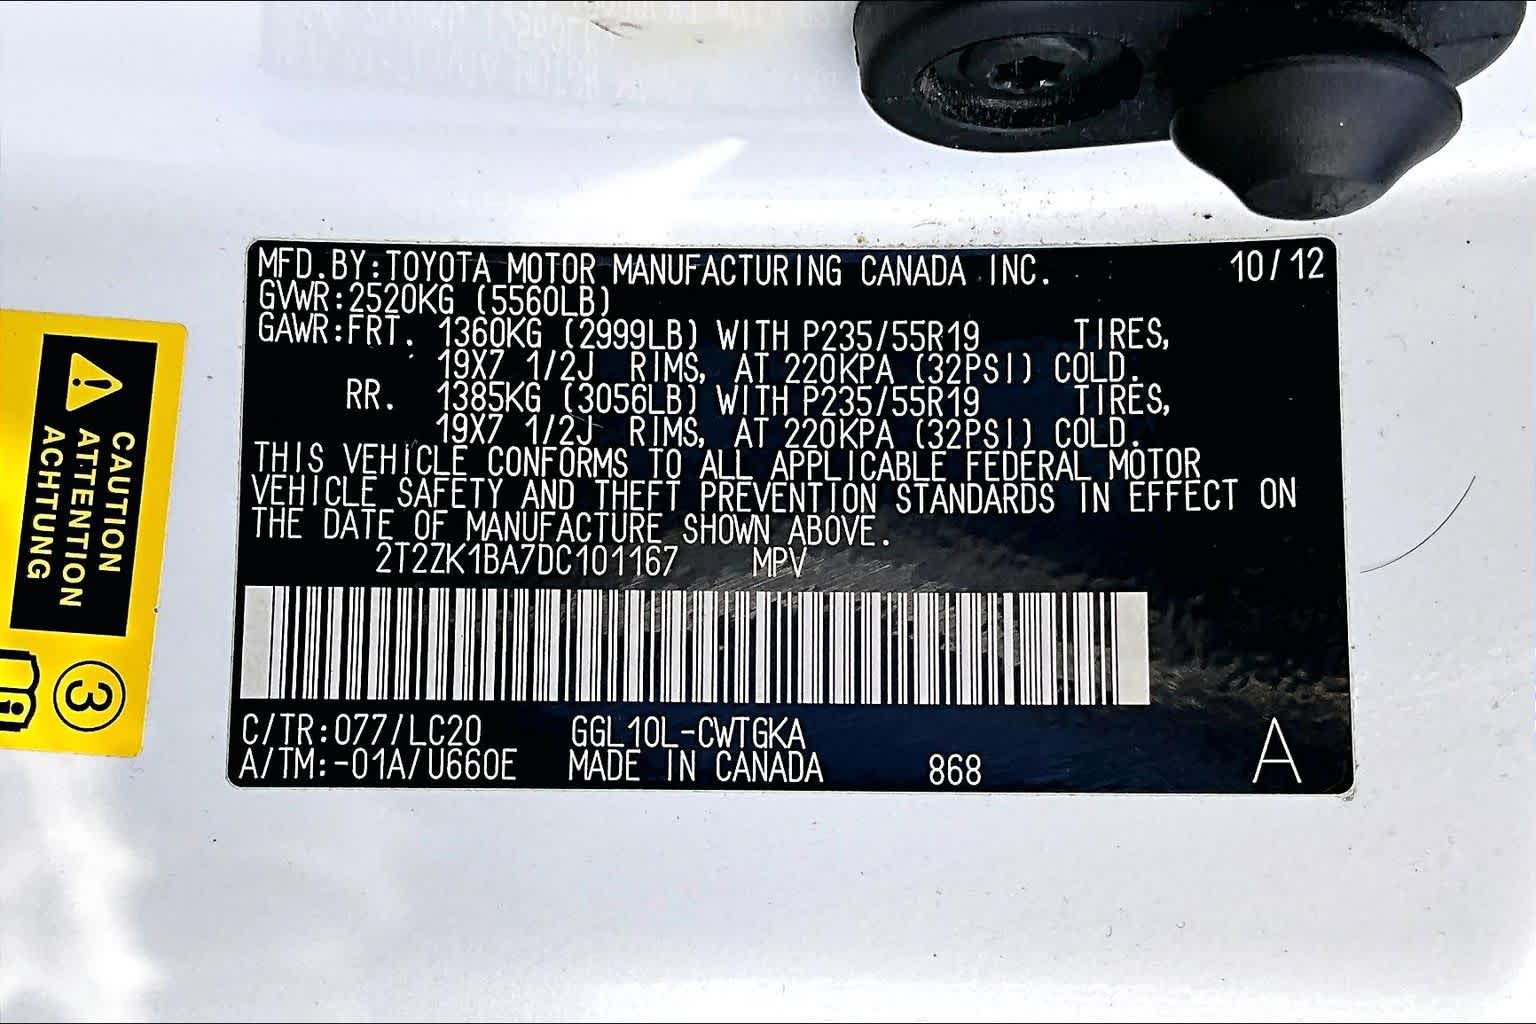 MFD.BY:TOYOTA MOTOR MANUFACTURING CANADA INC. 10/12
GVWR:2520KG (5560LB)
GAWR:FRT. 1360KG (2999LB) WITH P235/55R19 TIRES,
19X7 1/2J RIMS, AT 220KPA (32PSI) COLD.
RR. 1385KG (3056LB) WITH P235/55R19 TIRES,
19X7 1/2J RIMS, AT 220KPA (32PSI) COLD.
THIS VEHICLE CONFORMS TO ALL APPLICABLE FEDERAL MOTOR
VEHICLE SAFETY AND THEFT PREVENTION STANDARDS IN EFFECT ON
THE DATE OF MANUFACTURE SHOWN ABOVE.
2T2ZK1BA7DC101167 MPV
C/TR:077/LC20 GGL10L-CWTGKA
A/TM:-01A/U660E MADE IN CANADA 868 A
CAUTION
ATTENTION
ACHTUNG
3